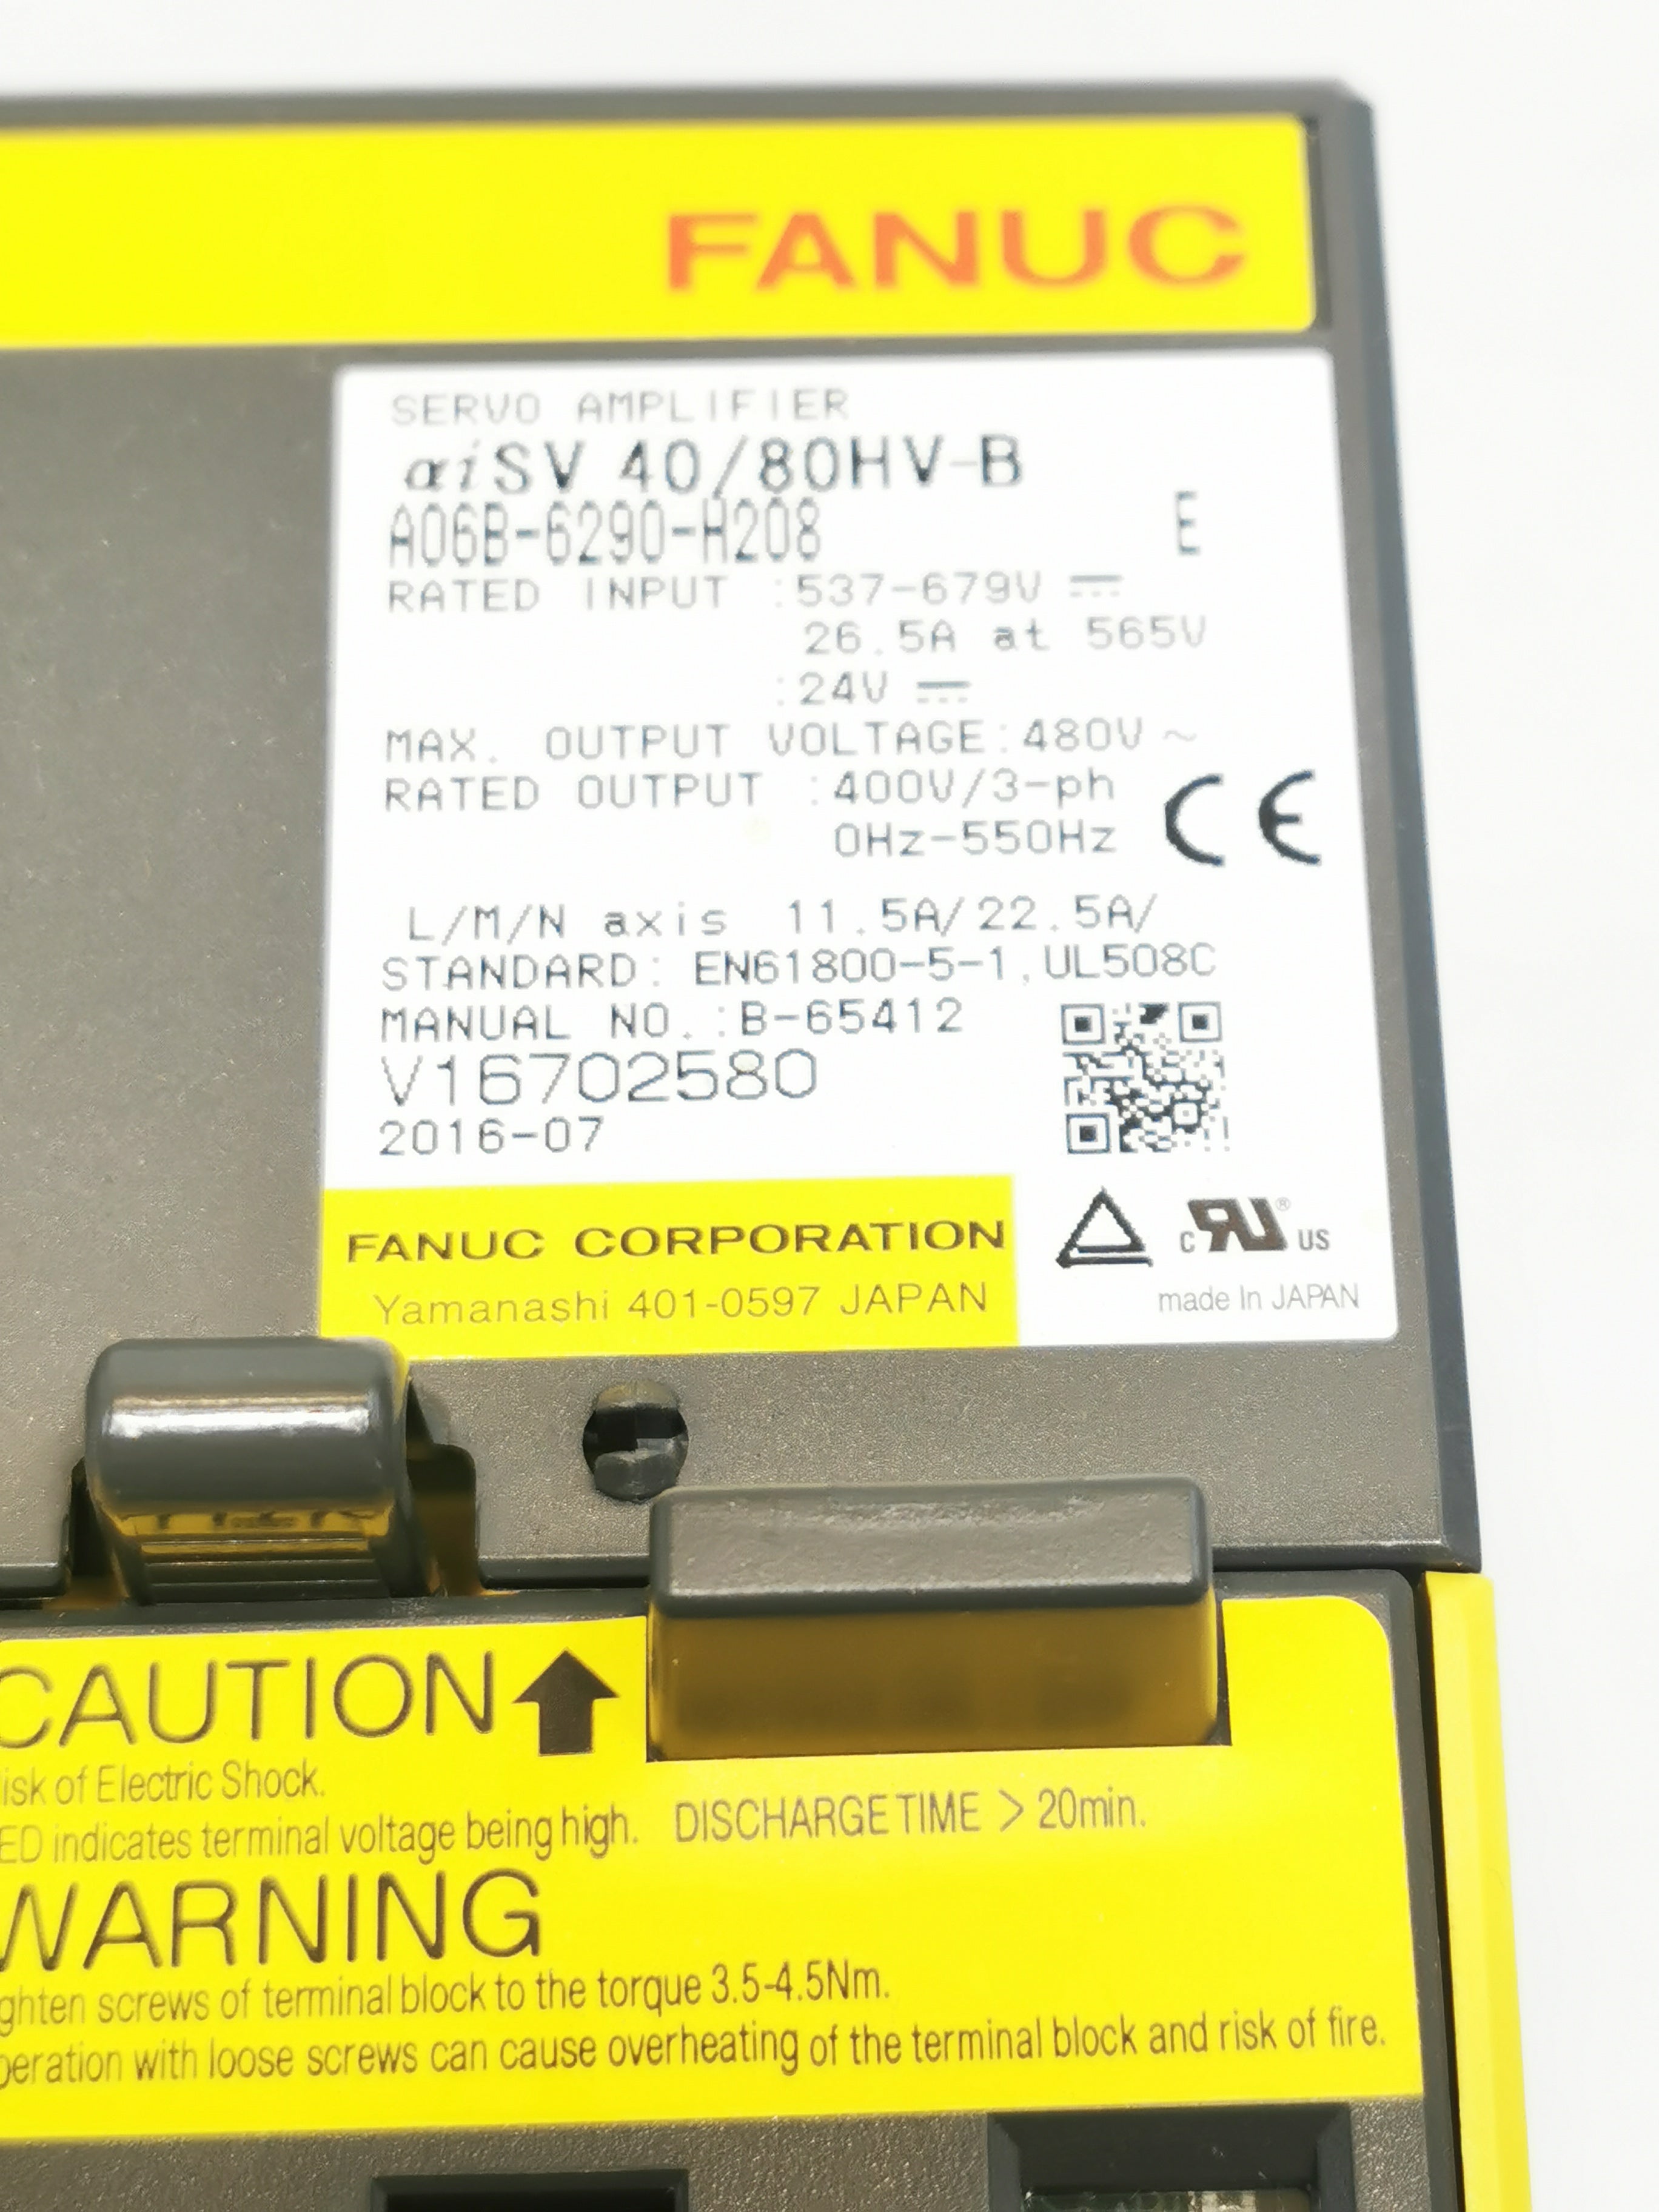 FANUC
SERVO AMPLIFIER
αiSV 40/80HV-B
A06B-6290-H208 E
RATED INPUT :537-679V ⎓
26.5A at 565V
:24V ⎓
MAX. OUTPUT VOLTAGE:480V ~
RATED OUTPUT :400V/3-ph
0Hz-550Hz
CE
L/M/N axis 11.5A/22.5A/
STANDARD: EN61800-5-1,UL508C
MANUAL NO.:B-65412
V16702580
2016-07
FANUC CORPORATION
Yamanashi 401-0597 JAPAN
c RU ® US
made in JAPAN
CAUTION
isk of Electric Shock.
ED indicates terminal voltage being high. DISCHARGE TIME > 20min.
WARNING
ghten screws of terminal block to the torque 3.5-4.5Nm.
peration with loose screws can cause overheating of the terminal block and risk of fire.